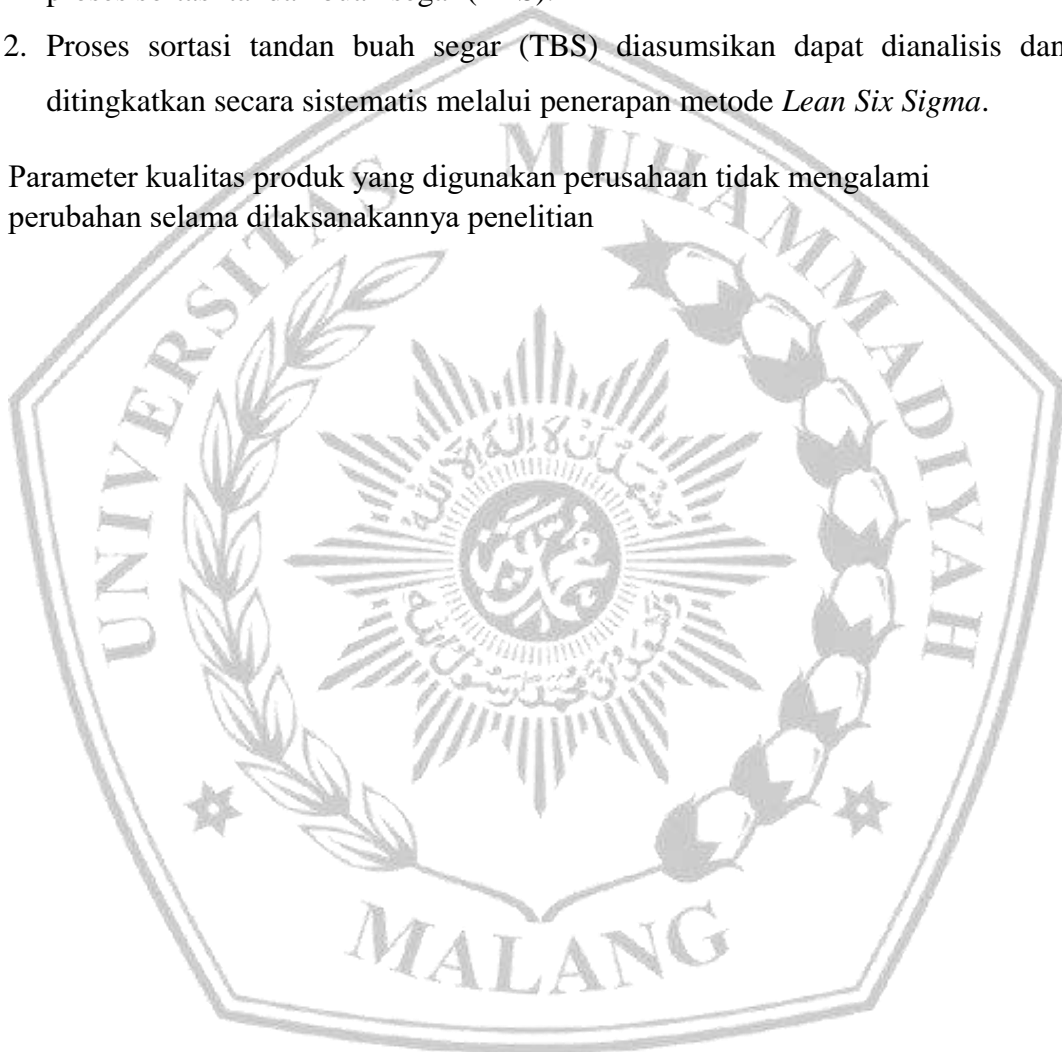 2. Proses sortasi tandan buah segar (TBS) diasumsikan dapat dianalisis dan
ditingkatkan secara sistematis melalui penerapan metode Lean Six Sigma.
Parameter kualitas produk yang digunakan perusahaan tidak mengalami
perubahan selama dilaksanakannya penelitian
UNIVERSITAS MUHAMMADIYAH
MALANG